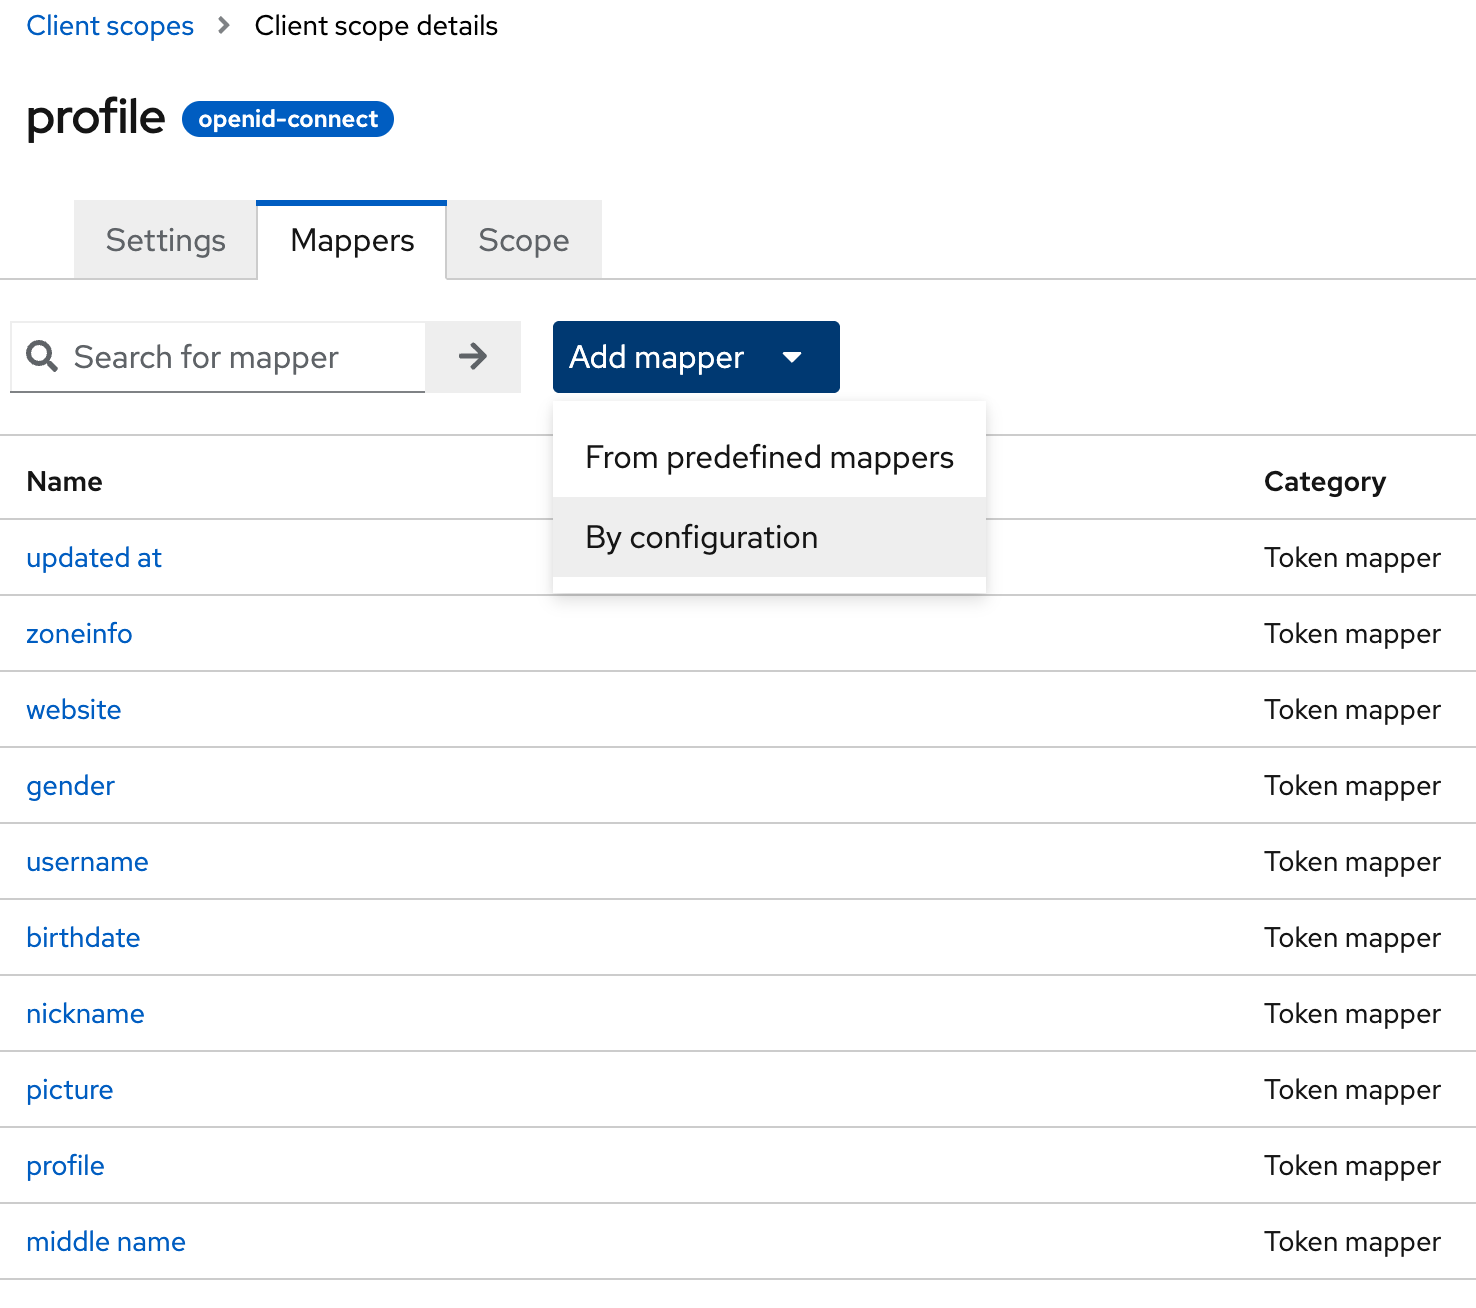 Client scopes > Client scope details
profile openid-connect
Settings Mappers Scope
Search for mapper Add mapper
From predefined mappers
By configuration
Name Category
updated at Token mapper
zoneinfo Token mapper
website Token mapper
gender Token mapper
username Token mapper
birthdate Token mapper
nickname Token mapper
picture Token mapper
profile Token mapper
middle name Token mapper